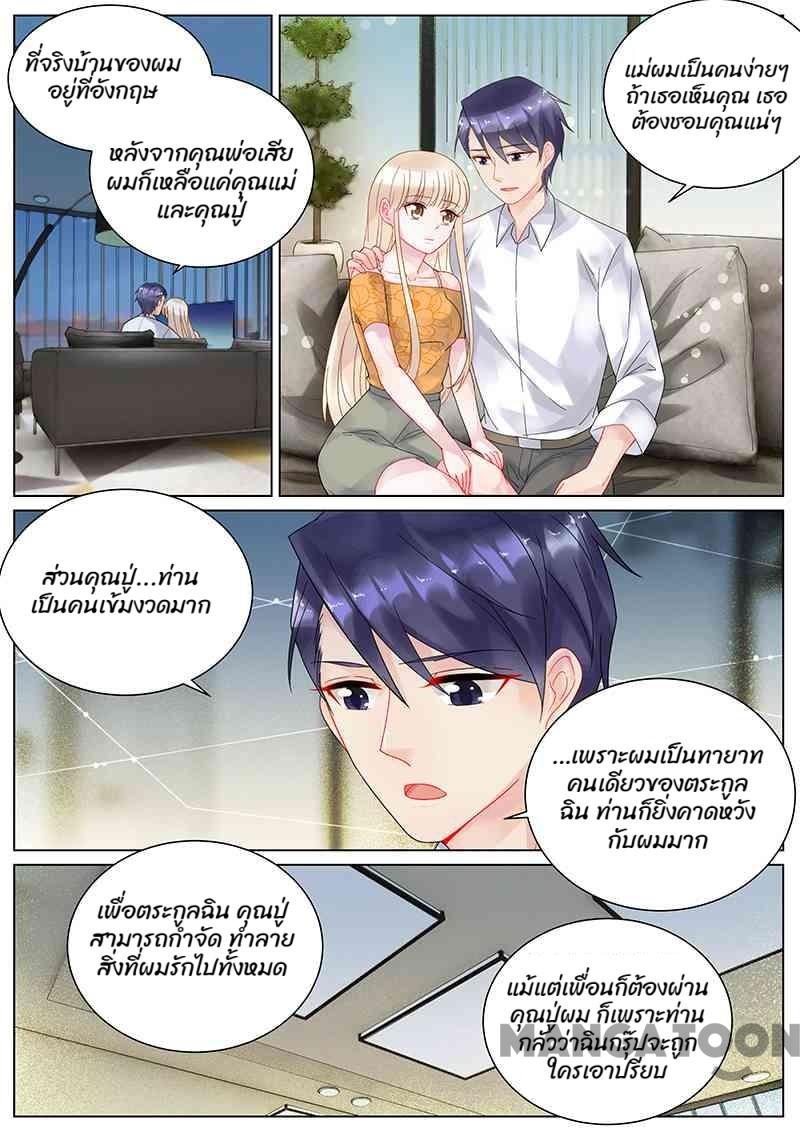 ที่จริงบ้านของผม
อยู่ที่อังกฤษ
หลังจากคุณพ่อเสีย
ผมก็เหลือแค่คุณแม่
และคุณปู่
แม่ผมเป็นคนง่ายๆ
ถ้าเธอเห็นคุณ เธอ
ต้องชอบคุณแน่ๆ
ส่วนคุณปู่...ท่าน
เป็นคนเข้มงวดมาก
...เพราะผมเป็นทายาท
คนเดียวของตระกูล
ฉิน ท่านก็ยิ่งคาดหวัง
กับผมมาก
เพื่อตระกูลฉิน คุณปู่
สามารถกำจัด ทำลาย
สิ่งที่ผมรักไปทั้งหมด
แม้แต่เพื่อนก็ต้องผ่าน
คุณปู่ผม ก็เพราะท่าน
กลัวว่าฉินกรุ๊ปจะถูก
ใครเอาเปรียบ
MANGATOON